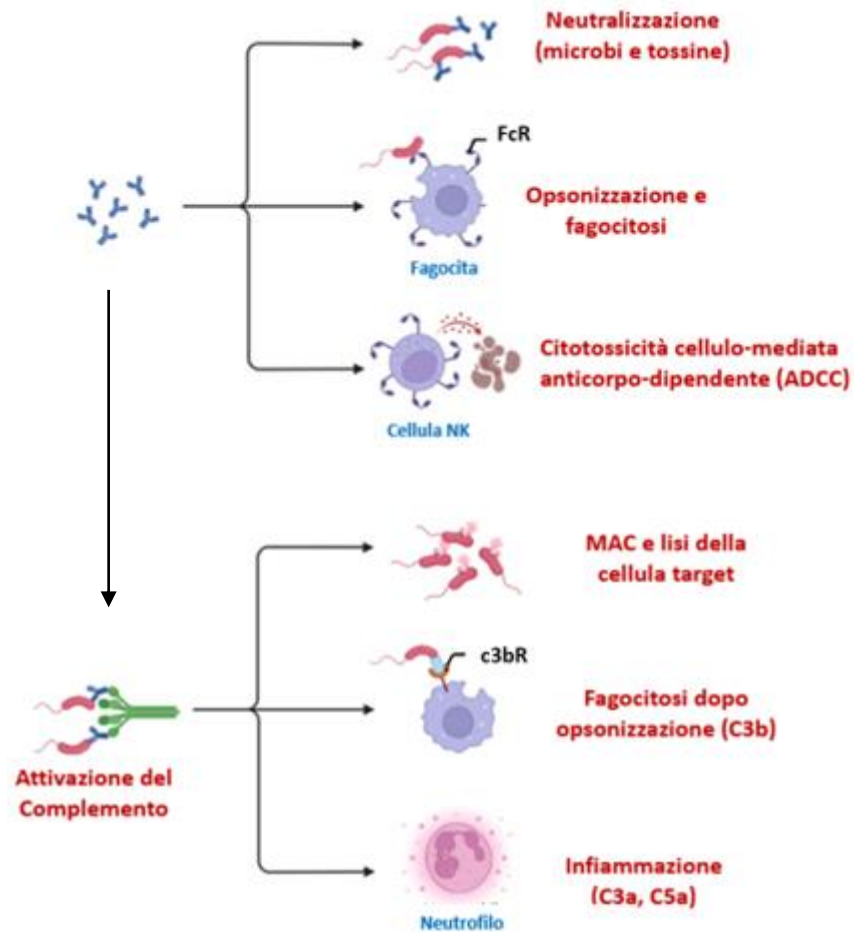 Neutralizzazione
(microbi e tossine)
FcR
Opsonizzazione e
fagocitosi
Fagocita
Citotossicità cellulo-mediata
anticorpo-dipendente (ADCC)
Cellula NK
MAC e lisi della
cellula target
c3bR
Fagocitosi dopo
opsonizzazione (C3b)
Attivazione del
Complemento
Infiammazione
(C3a, C5a)
Neutrofilo